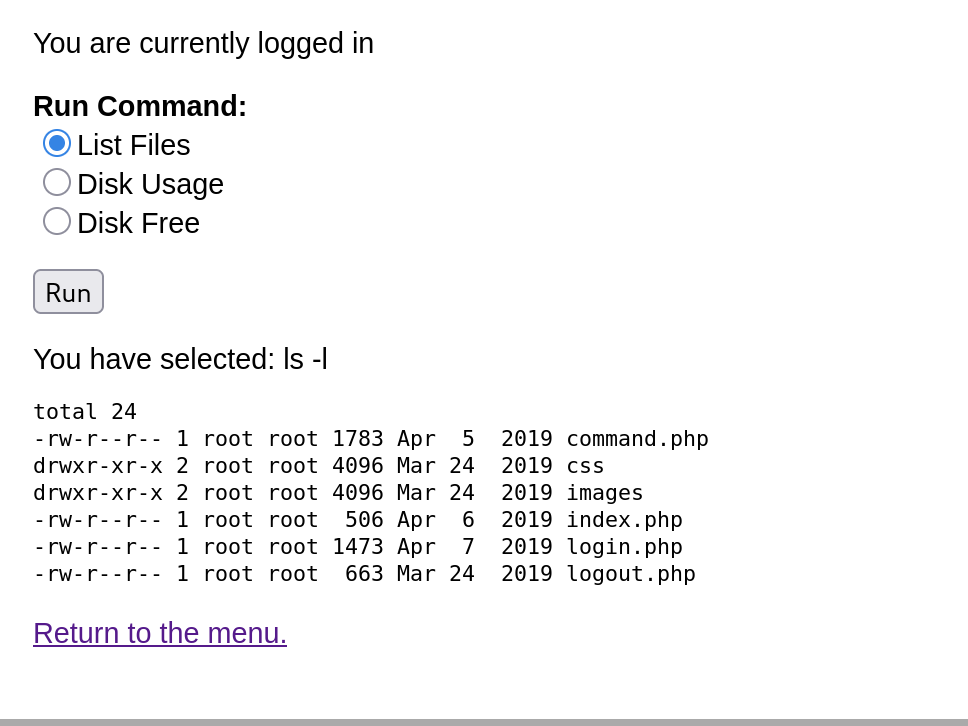 You are currently logged in
Run Command:
List Files
Disk Usage
Disk Free
Run
You have selected: ls -l
total 24
-rw-r--r-- 1 root root 1783 Apr  5  2019 command.php
drwxr-xr-x 2 root root 4096 Mar 24  2019 css
drwxr-xr-x 2 root root 4096 Mar 24  2019 images
-rw-r--r-- 1 root root  506 Apr  6  2019 index.php
-rw-r--r-- 1 root root 1473 Apr  7  2019 login.php
-rw-r--r-- 1 root root  663 Mar 24  2019 logout.php
Return to the menu.